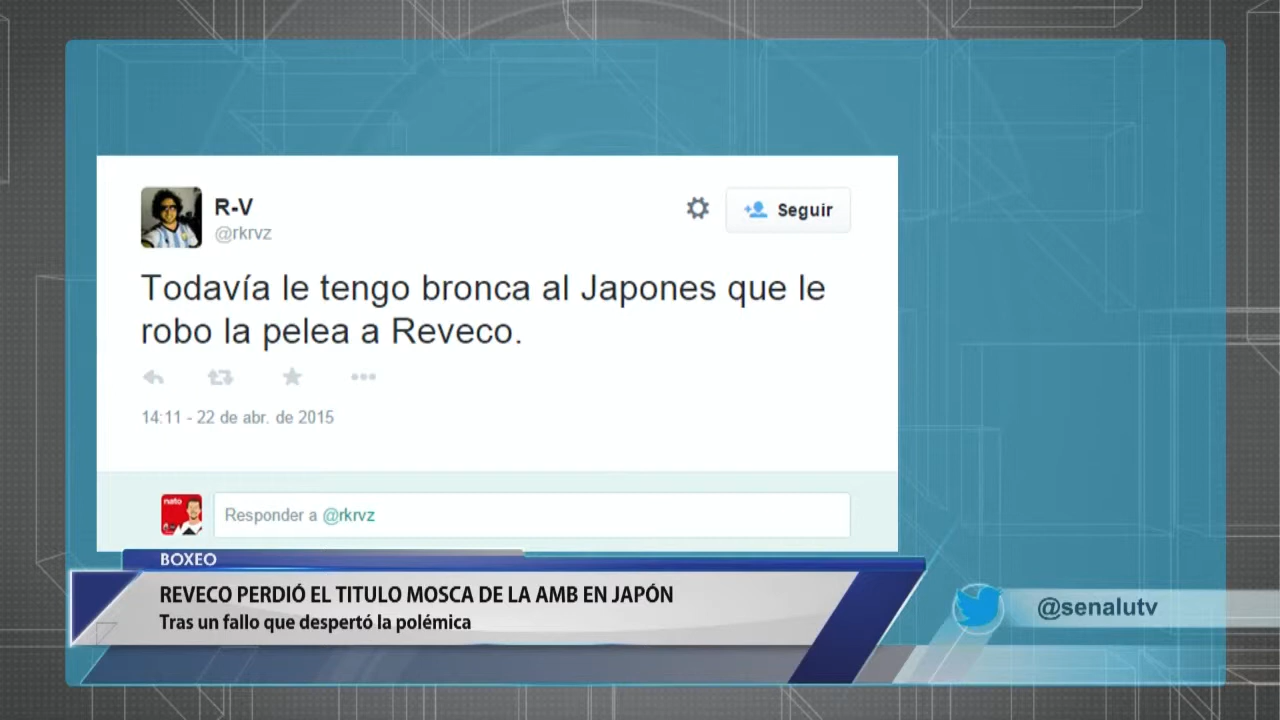 R-V
@rkrvz
Seguir
Todavía le tengo bronca al Japones que le
robo la pelea a Reveco.
14:11 - 22 de abr. de 2015
nato
Responder a @rkrvz
BOXEO
REVECO PERDIÓ EL TITULO MOSCA DE LA AMB EN JAPÓN
Tras un fallo que despertó la polémica
@senalutv